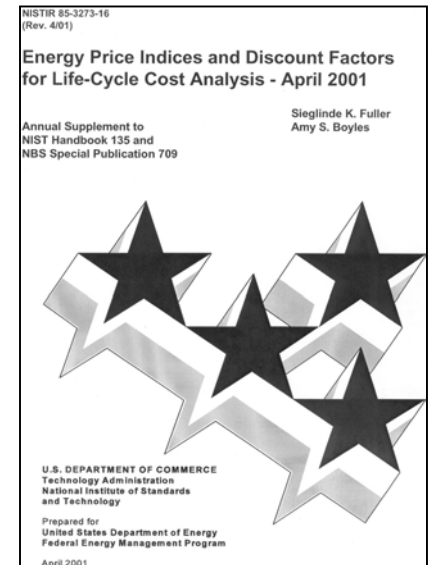 NISTIR 85-3273-16
(Rev. 4/01)
Energy Price Indices and Discount Factors
for Life-Cycle Cost Analysis - April 2001
Sieglinde K. Fuller
Amy S. Boyles
Annual Supplement to
NIST Handbook 135 and
NBS Special Publication 709
U.S. DEPARTMENT OF COMMERCE
Technology Administration
National Institute of Standards
and Technology
Prepared for
United States Department of Energy
Federal Energy Management Program
April 2001